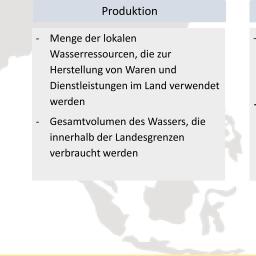 Produktion
- Menge der lokalen
Wasserressourcen, die zur
Herstellung von Waren und
Dienstleistungen im Land verwendet
werden
- Gesamtvolumen des Wassers, die
innerhalb der Landesgrenzen
verbraucht werden